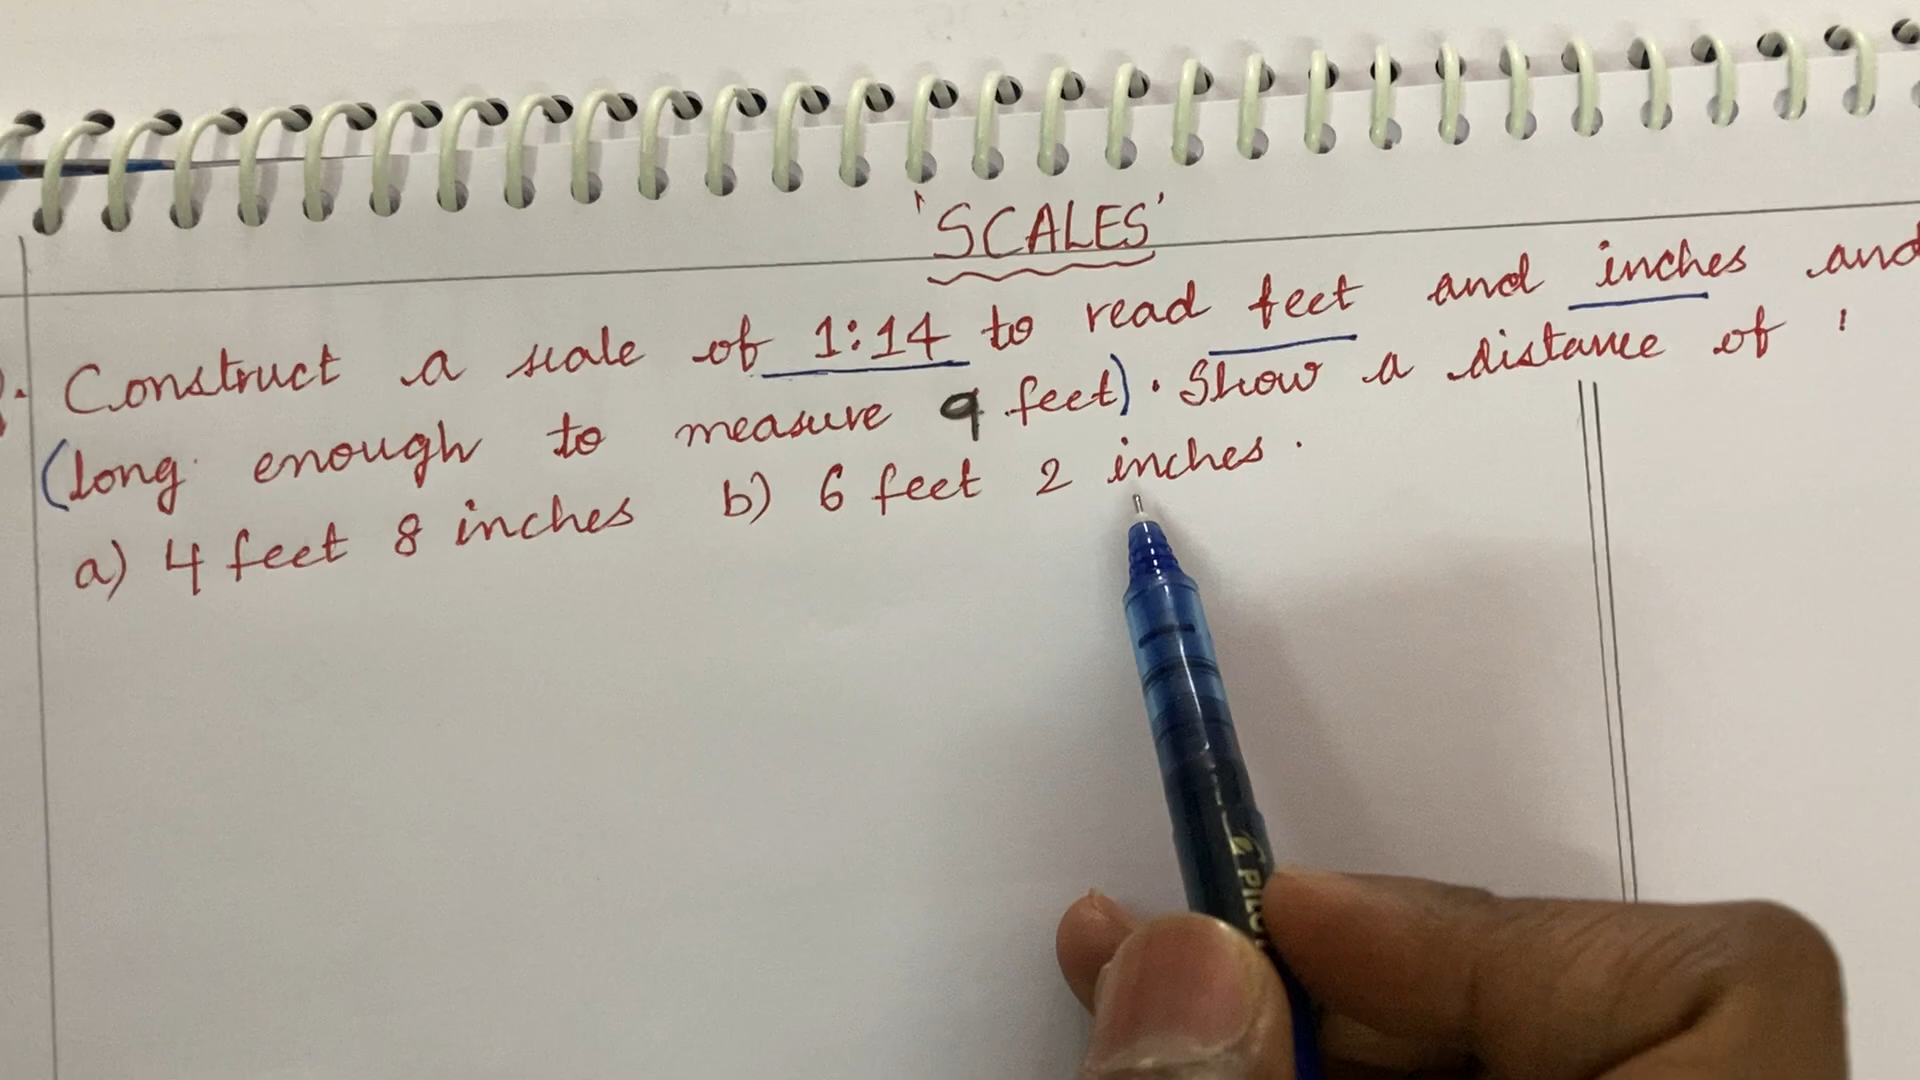 'SCALES'
Construct a scale of 1:14 to read feet and inches and
(long enough to measure 9 feet). Show a distance of
a) 4 feet 8 inches b) 6 feet 2 inches.